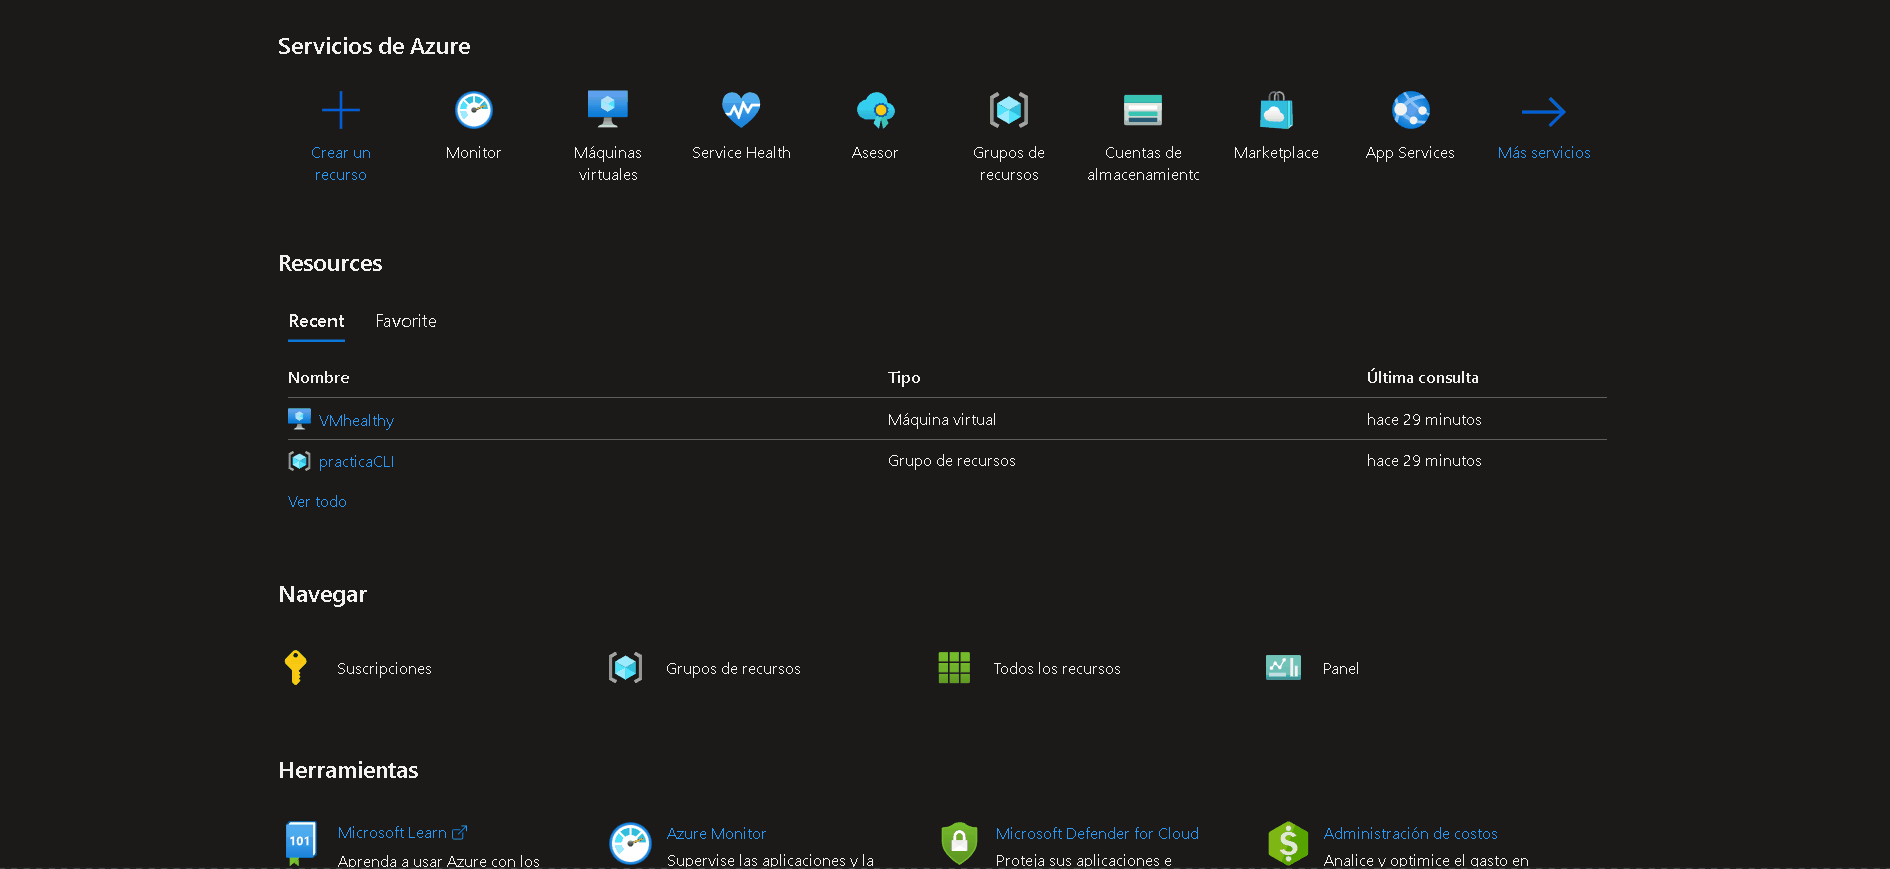 Servicios de Azure
Crear un
recurso
Monitor
Máquinas
virtuales
Service Health
Asesor
Grupos de
recursos
Cuentas de
almacenamiento
Marketplace
App Services
Más servicios
Resources
Recent Favorite
Nombre Tipo Última consulta
VMhealthy Máquina virtual hace 29 minutos
practicaCLI Grupo de recursos hace 29 minutos
Ver todo
Navegar
Suscripciones Grupos de recursos Todos los recursos Panel
Herramientas
101
Microsoft Learn
Aprenda a usar Azure con los
Azure Monitor
Supervise las aplicaciones y la
Microsoft Defender for Cloud
Proteja sus aplicaciones e
$
Administración de costos
Analice y optimice el gasto en